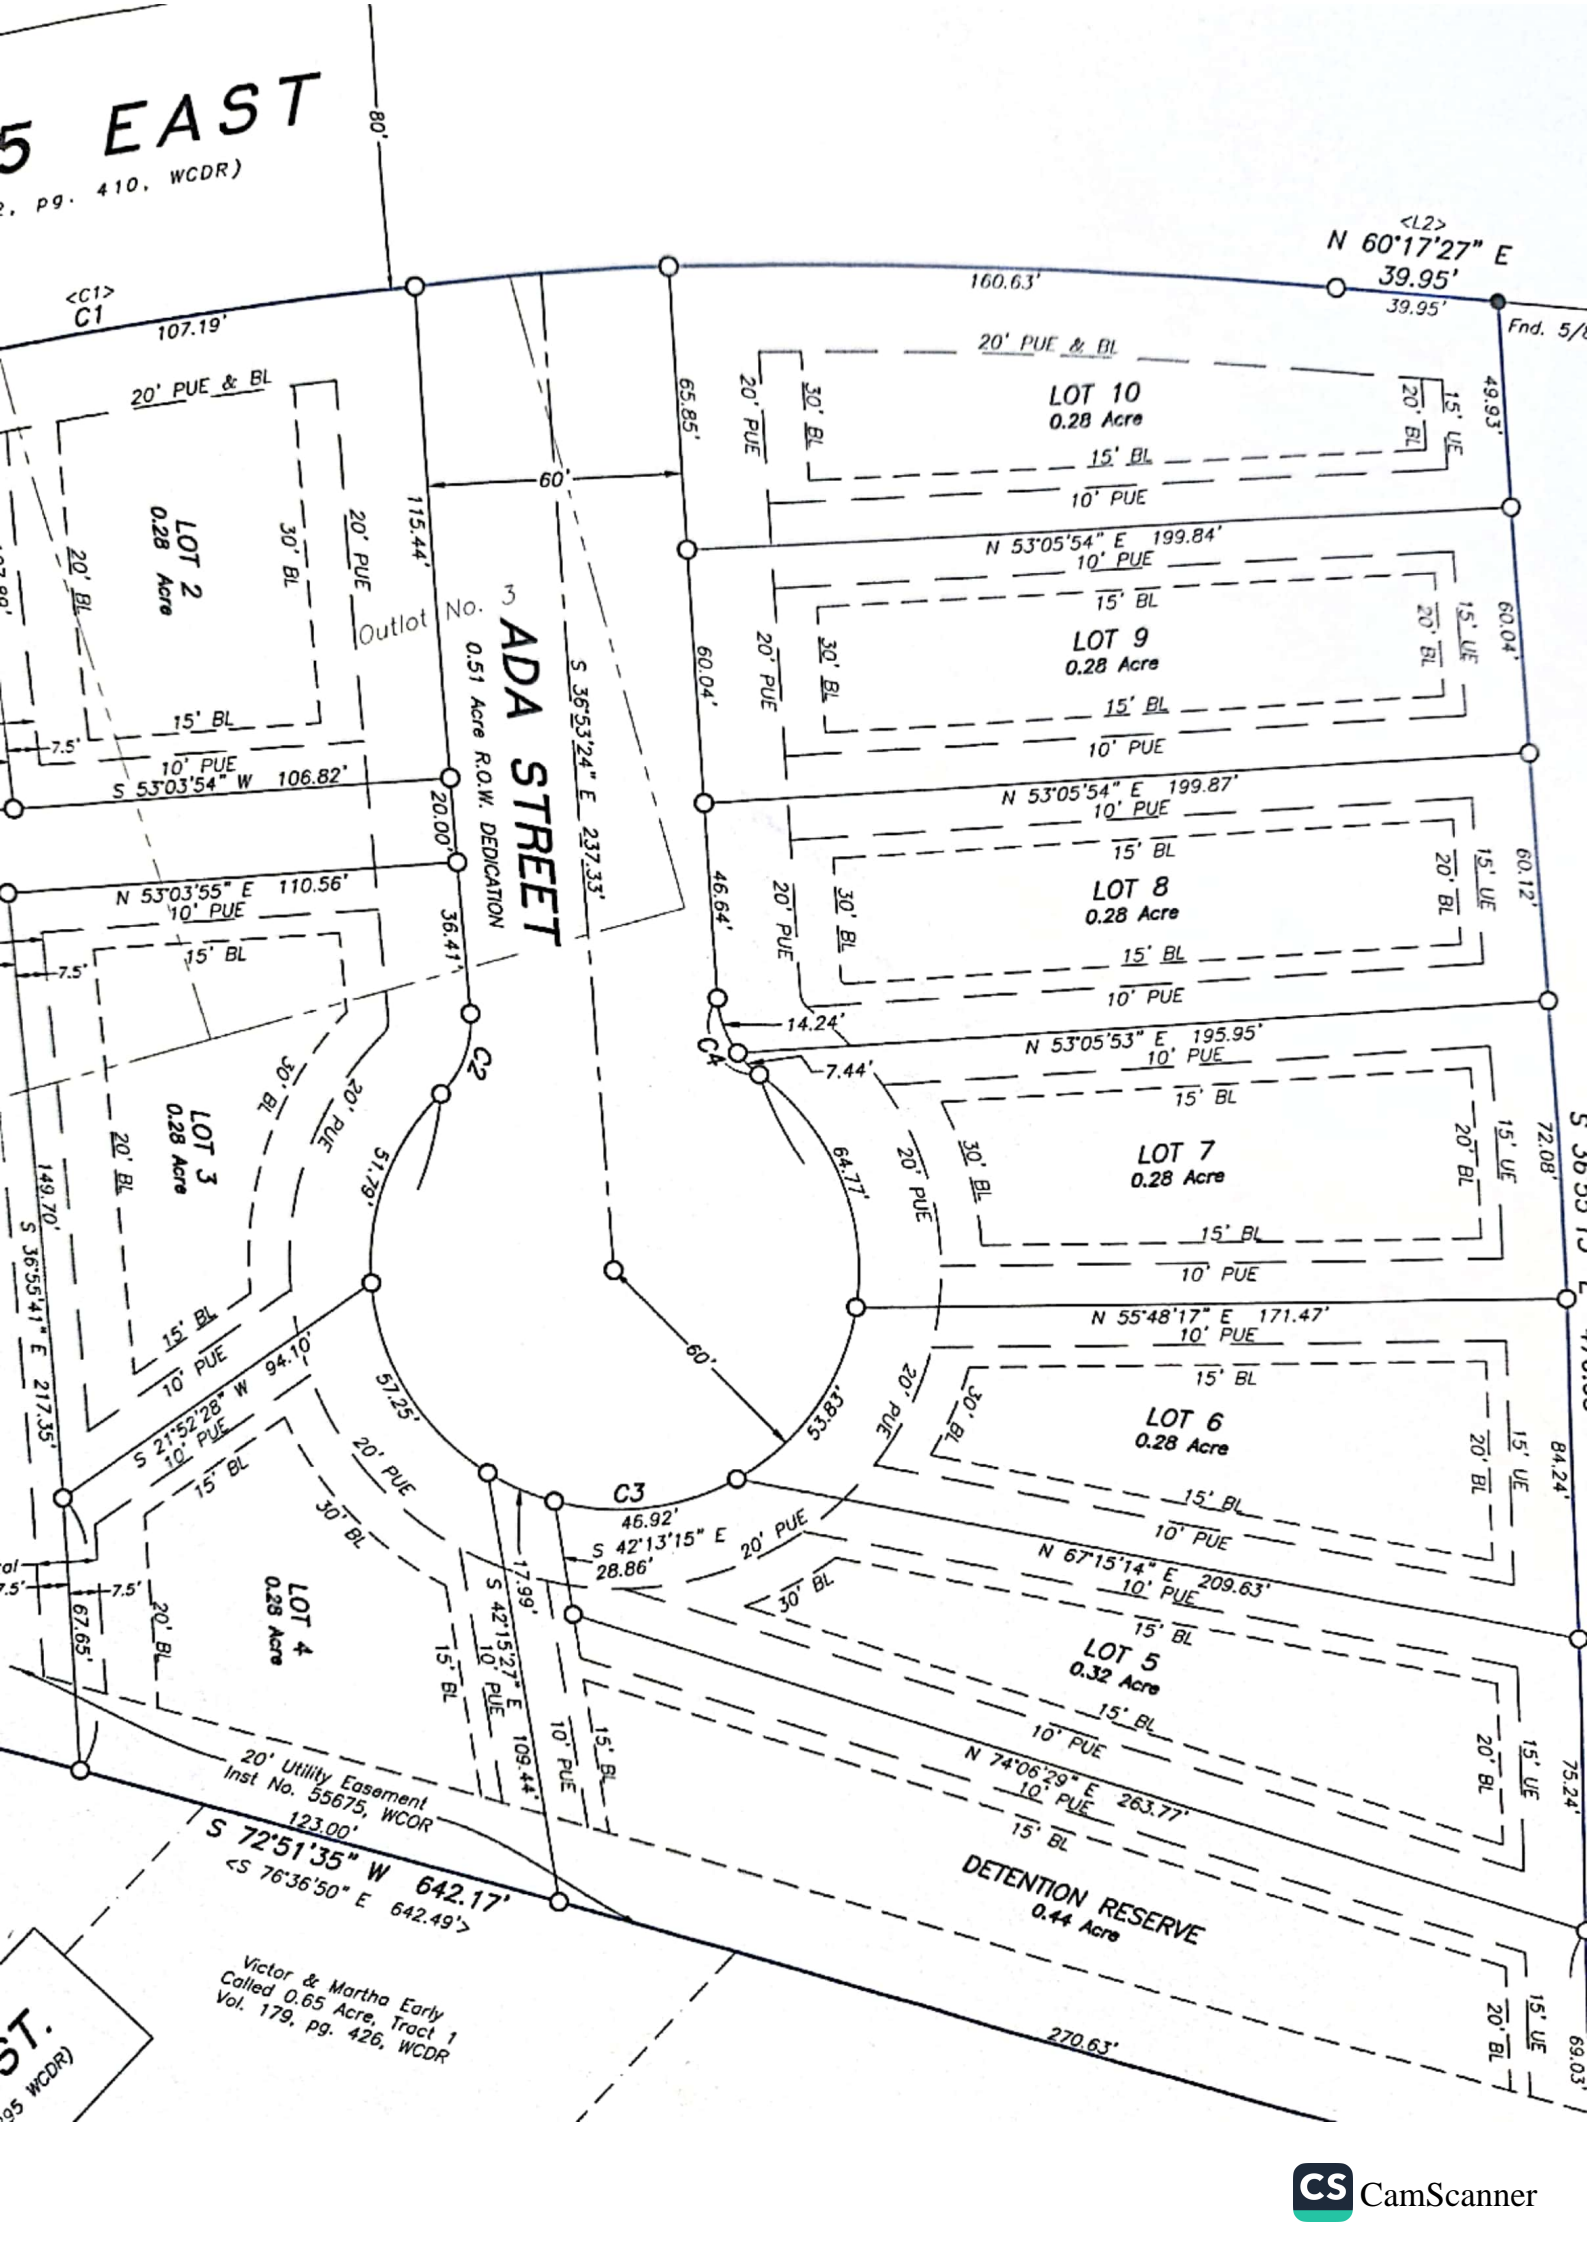 5 EAST
, pg. 410, WCDR)
80'
<C1>
C1
107.19'
<L2>
N 60°17'27" E
39.95'
160.63'
39.95'
Fnd. 5/8
20' PUE & BL
20' PUE & BL
65.85'
20' PUE
30' BL
LOT 10
0.28 Acre
20' BL
15' UE
49.93'
15' BL
10' PUE
60'
115.44'
LOT 2
0.28 Acre
20' BL
30' BL
20' PUE
N 53°05'54" E 199.84'
10' PUE
15' BL
Outlot No. 3
ADA STREET
0.51 Acre R.O.W. DEDICATION
S 36°53'24" E 237.33'
60.04'
20' PUE
30' BL
LOT 9
0.28 Acre
20' BL
15' UE
60.04'
15' BL
10' PUE
15' BL
7.5'
10' PUE
S 53°03'54" W 106.82'
20.00'
N 53°05'54" E 199.87'
10' PUE
15' BL
N 53°03'55" E 110.56'
10' PUE
15' BL
7.5'
36.41'
46.64'
20' PUE
30' BL
LOT 8
0.28 Acre
20' BL
15' UE
60.12'
15' BL
10' PUE
14.24'
C4
7.44'
N 53°05'53" E 195.95'
10' PUE
15' BL
C2
30' BL
20' PUE
LOT 3
0.28 Acre
20' BL
149.70'
S 36°55'41" E 217.35'
51.79'
64.77'
20' PUE
30' BL
LOT 7
0.28 Acre
20' BL
15' UE
72.08'
15' BL
10' PUE
15' BL
10' PUE
S 21°52'28" W 94.10'
10' PUE
15' BL
60'
N 55°48'17" E 171.47'
10' PUE
15' BL
57.25'
53.83'
20' PUE
30' BL
LOT 6
0.28 Acre
20' BL
15' UE
84.24'
15' BL
10' PUE
20' PUE
30' BL
C3
46.92'
S 42°13'15" E
28.86'
20' PUE
17.99'
N 67°15'14" E 209.63'
10' PUE
15' BL
30' BL
7.5'
7.5'
67.65'
20' BL
LOT 4
0.28 Acre
15' BL
10' PUE
S 42°15'27" E 109.44'
10' PUE
15' BL
LOT 5
0.32 Acre
15' BL
10' PUE
20' BL
15' UE
75.24'
20' Utility Easement
Inst No. 55675, WCOR
123.00'
S 72°51'35" W 642.17'
<S 76°36'50" E 642.49'>
N 74°06'29" E 263.77'
10' PUE
15' BL
DETENTION RESERVE
0.44 Acre
20' BL
15' UE
69.03'
Victor & Martha Early
Called 0.65 Acre, Tract 1
Vol. 179, pg. 426, WCDR
270.63'
ST.
95 WCDR)
CS CamScanner